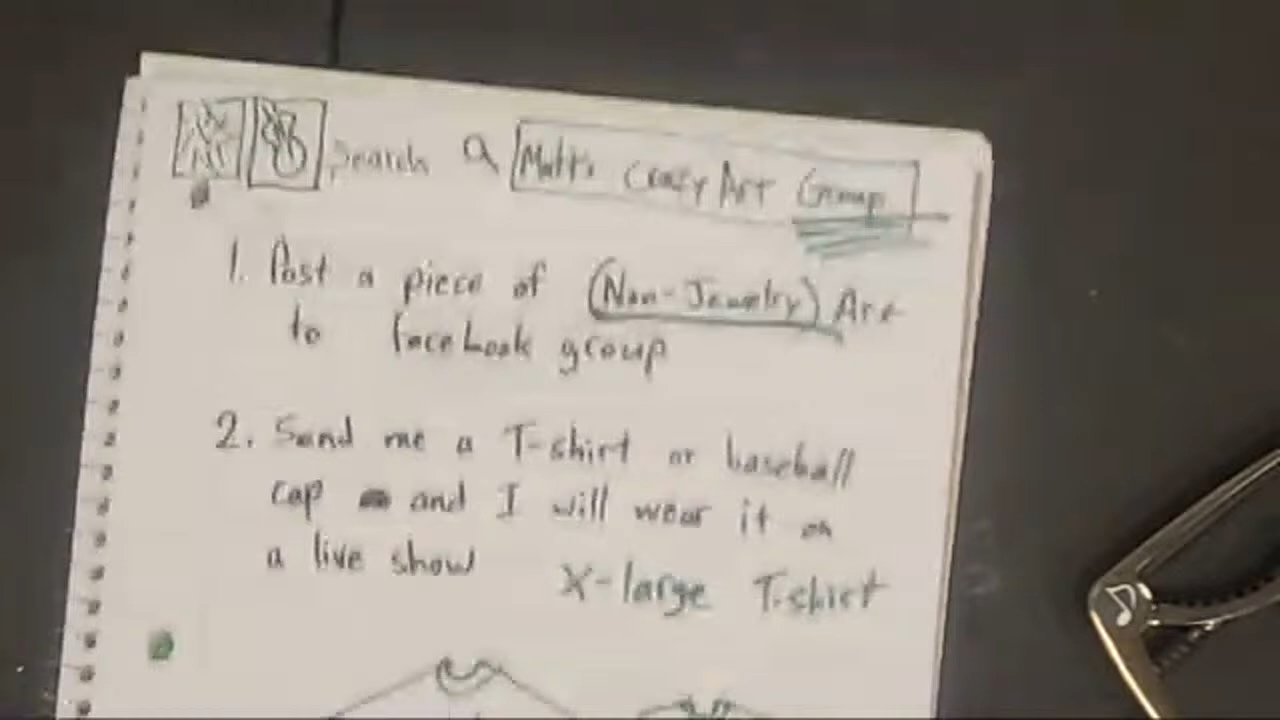 Search Q Matt's Crazy Art Group
1. Post a piece of (Non-Jewelry) Art
to facebook group
2. Send me a T-shirt or baseball
cap and I will wear it on
a live show X-large T-shirt